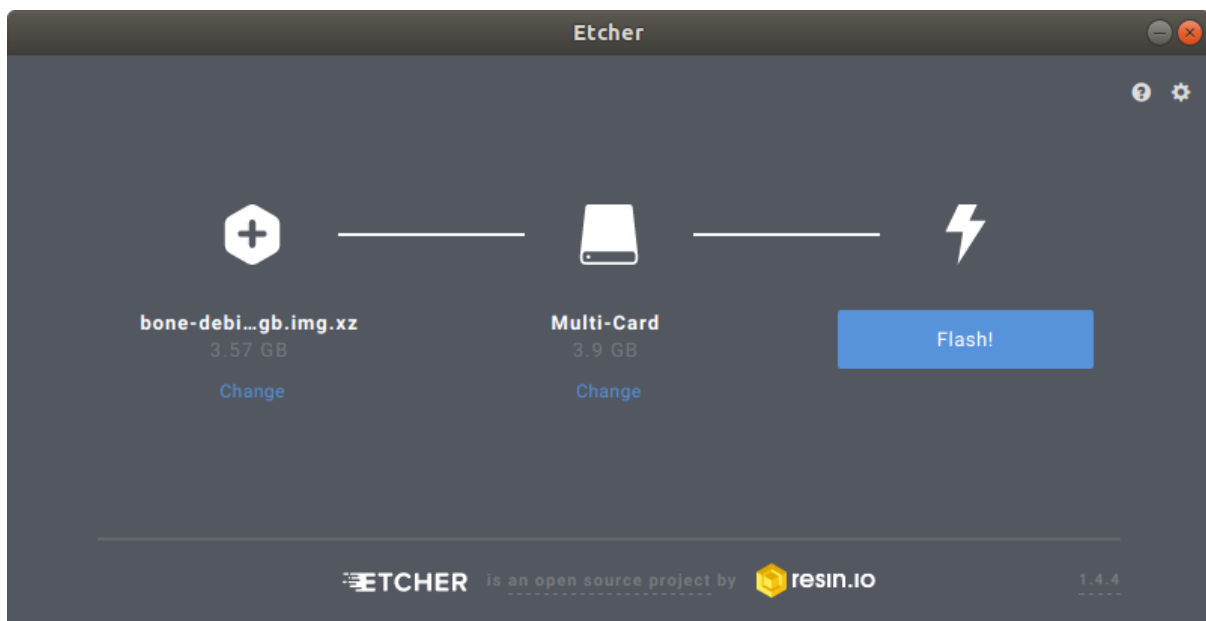 Etcher
bone-debi...gb.img.xz
3.57 GB
Change
Multi-Card
3.9 GB
Change
Flash!
ETCHER is an open source project by resin.io 1.4.4